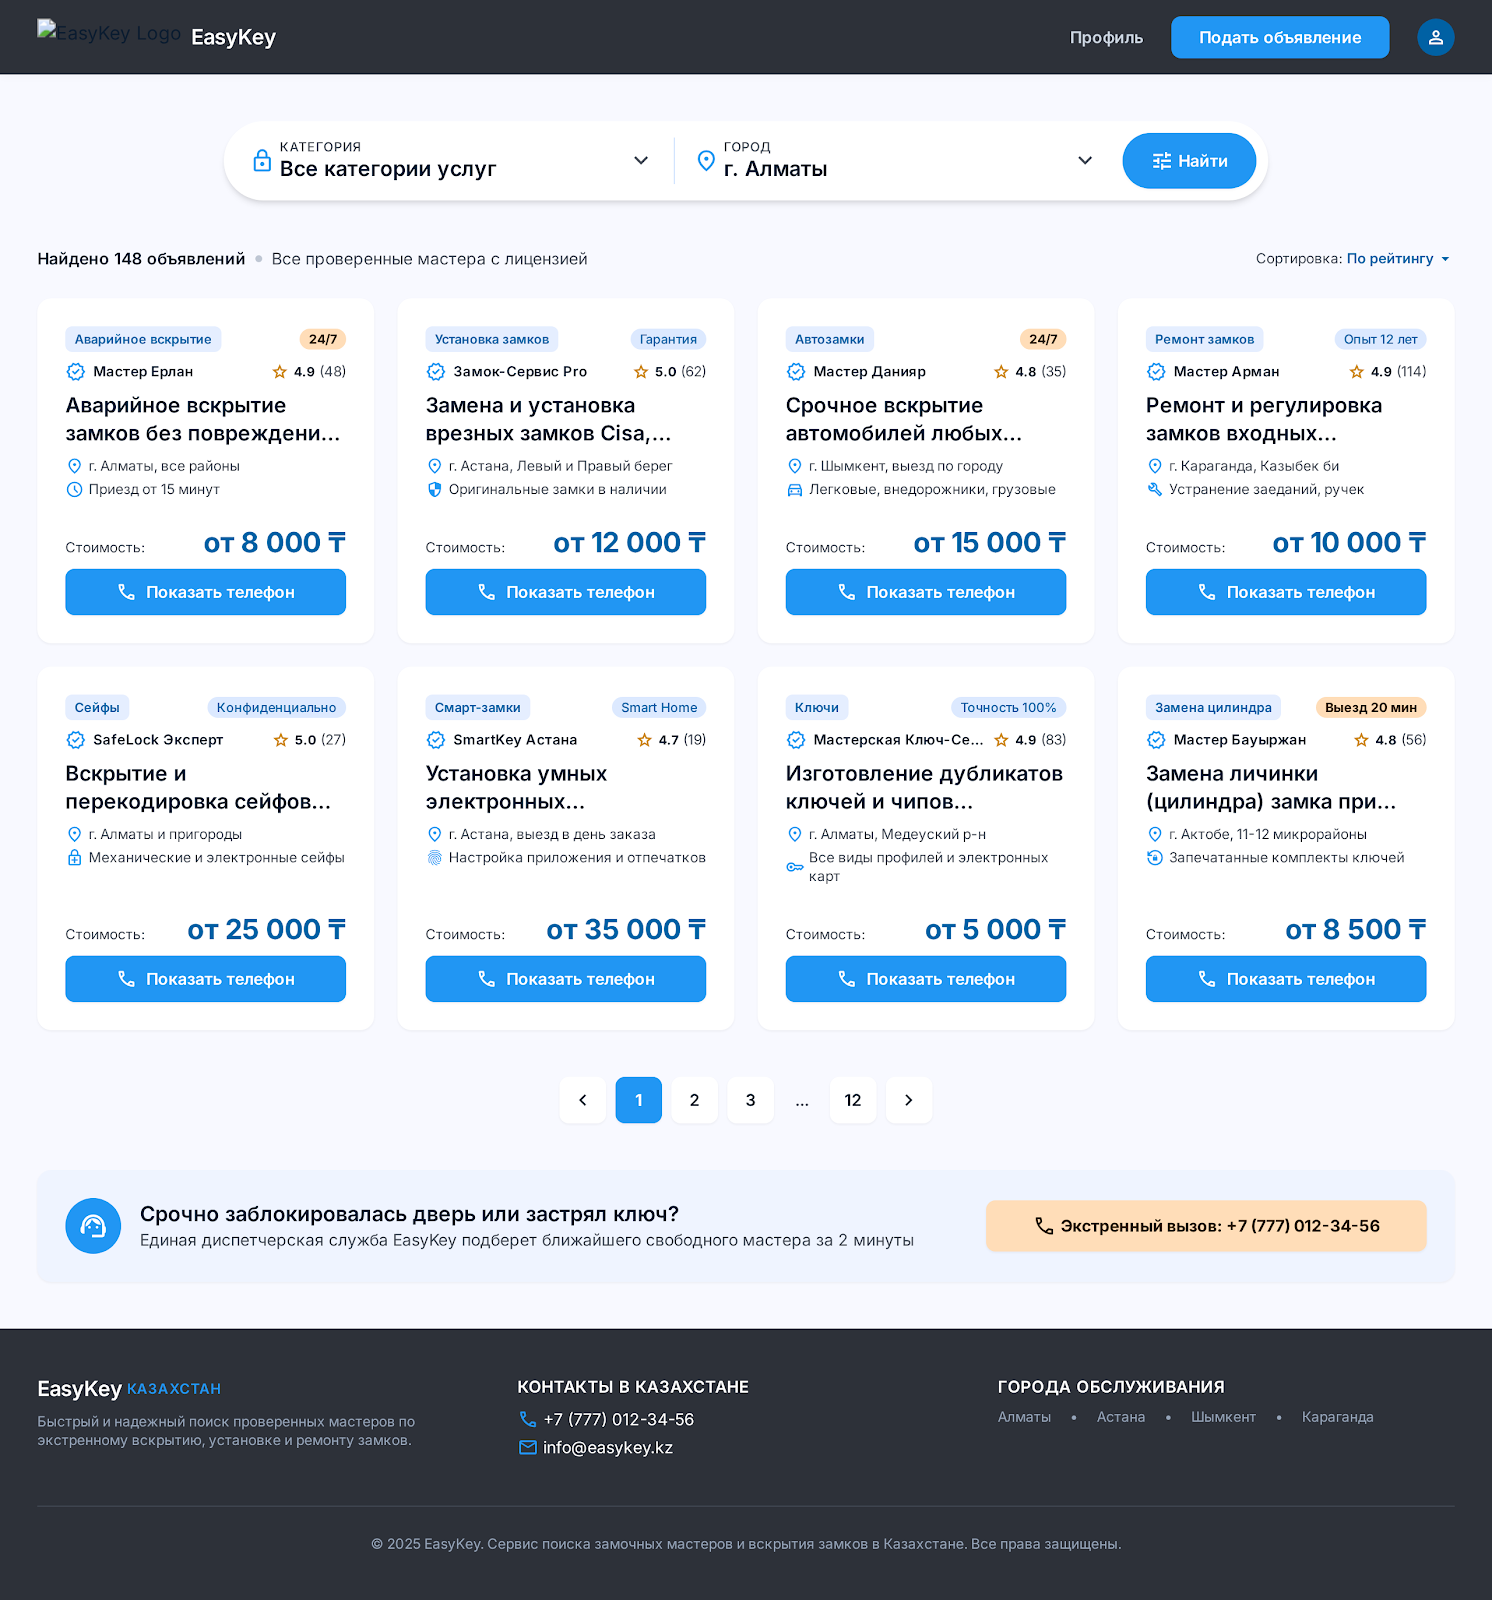 EasyKey Logo EasyKey Профиль Подать объявление
КАТЕГОРИЯ
Все категории услуг
ГОРОД
г. Алматы
Найти
Найдено 148 объявлений • Все проверенные мастера с лицензией
Сортировка: По рейтингу
Аварийное вскрытие 24/7
Мастер Ерлан 4.9 (48)
Аварийное вскрытие
замков без повреждени...
г. Алматы, все районы
Приезд от 15 минут
Стоимость: от 8 000 ₸
Показать телефон
Установка замков Гарантия
Замок-Сервис Pro 5.0 (62)
Замена и установка
врезных замков Cisa,...
г. Астана, Левый и Правый берег
Оригинальные замки в наличии
Стоимость: от 12 000 ₸
Показать телефон
Автозамки 24/7
Мастер Данияр 4.8 (35)
Срочное вскрытие
автомобилей любых...
г. Шымкент, выезд по городу
Легковые, внедорожники, грузовые
Стоимость: от 15 000 ₸
Показать телефон
Ремонт замков Опыт 12 лет
Мастер Арман 4.9 (114)
Ремонт и регулировка
замков входных...
г. Караганда, Казыбек би
Устранение заеданий, ручек
Стоимость: от 10 000 ₸
Показать телефон
Сейфы Конфиденциально
SafeLock Эксперт 5.0 (27)
Вскрытие и
перекодировка сейфов...
г. Алматы и пригороды
Механические и электронные сейфы
Стоимость: от 25 000 ₸
Показать телефон
Смарт-замки Smart Home
SmartKey Астана 4.7 (19)
Установка умных
электронных...
г. Астана, выезд в день заказа
Настройка приложения и отпечатков
Стоимость: от 35 000 ₸
Показать телефон
Ключи Точность 100%
Мастерская Ключ-Се... 4.9 (83)
Изготовление дубликатов
ключей и чипов...
г. Алматы, Медеуский р-н
Все виды профилей и электронных
карт
Стоимость: от 5 000 ₸
Показать телефон
Замена цилиндра Выезд 20 мин
Мастер Бауыржан 4.8 (56)
Замена личинки
(цилиндра) замка при...
г. Актобе, 11-12 микрорайоны
Запечатанные комплекты ключей
Стоимость: от 8 500 ₸
Показать телефон
1 2 3 ... 12
Срочно заблокировалась дверь или застрял ключ?
Единая диспетчерская служба EasyKey подберет ближайшего свободного мастера за 2 минуты
Экстренный вызов: +7 (777) 012-34-56
EasyKey КАЗАХСТАН
Быстрый и надежный поиск проверенных мастеров по
экстренному вскрытию, установке и ремонту замков.
КОНТАКТЫ В КАЗАХСТАНЕ
+7 (777) 012-34-56
info@easykey.kz
ГОРОДА ОБСЛУЖИВАНИЯ
Алматы • Астана • Шымкент • Караганда
© 2025 EasyKey. Сервис поиска замочных мастеров и вскрытия замков в Казахстане. Все права защищены.